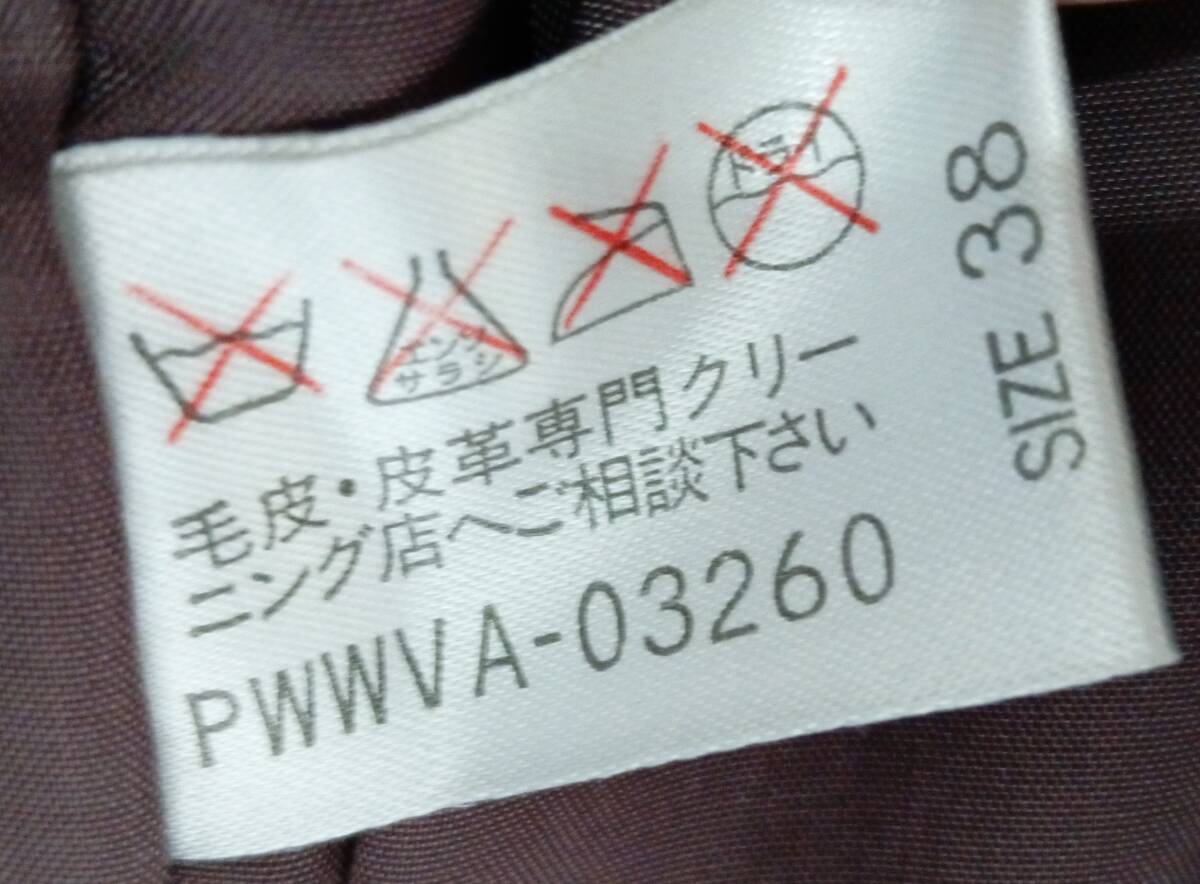 エンソ
サラシ
ドライ
毛皮・皮革専門クリー
ニング店へご相談下さい
PWWVA-03260
SIZE 38